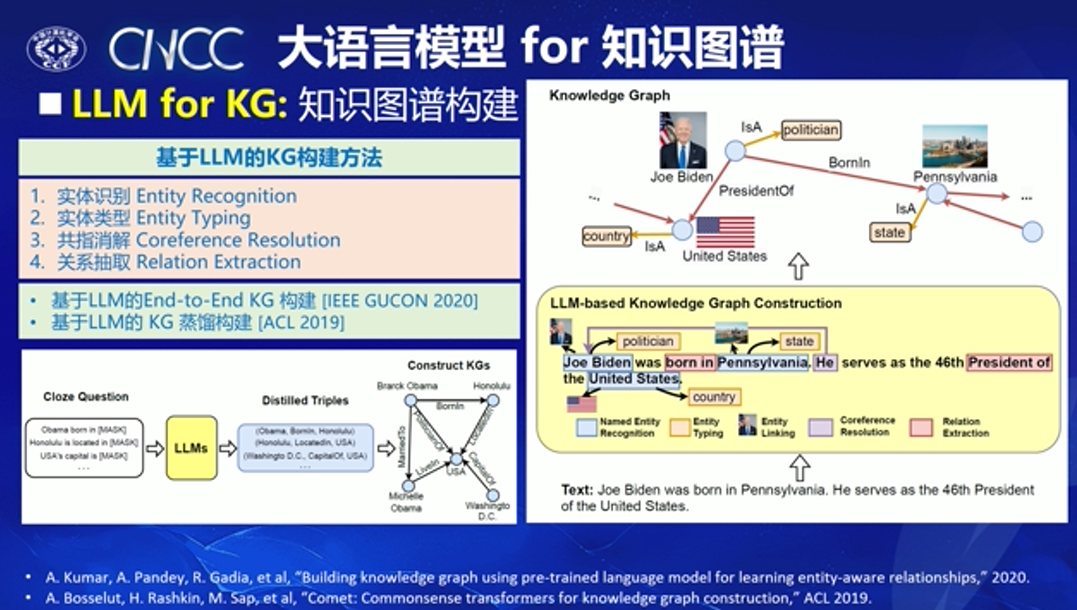 CNCC 大语言模型 for 知识图谱
■ LLM for KG: 知识图谱构建
基于LLM的KG构建方法
1. 实体识别 Entity Recognition
2. 实体类型 Entity Typing
3. 共指消解 Coreference Resolution
4. 关系抽取 Relation Extraction
• 基于LLM的End-to-End KG 构建 [IEEE GUCON 2020]
• 基于LLM的 KG 蒸馏构建 [ACL 2019]
Cloze Question
Obama born in [MASK]
Honolulu is located in [MASK]
USA's capital is [MASK]
...
LLMs
Distilled Triples
(Obama, BornIn, Honolulu)
(Honolulu, LocatedIn, USA)
(Washingto D.C., CapitalOf, USA)
...
Construct KGs
Brarck Obama
Honolulu
BornIn
MarriedTo
PoliticianOf
LocatedIn
LiveIn
USA
CapitalOf
Michelle
Obama
Washingto
D.C.
Knowledge Graph
IsA
politician
Joe Biden
BornIn
Pennsylvania
PresidentOf
...
...
IsA
state
country
IsA
United States
LLM-based Knowledge Graph Construction
politician
state
Joe Biden was born in Pennsylvania. He serves as the 46th President of
the United States.
country
Named Entity
Recognition
Entity
Typing
Entity
Linking
Coreference
Resolution
Relation
Extraction
Text: Joe Biden was born in Pennsylvania. He serves as the 46th President
of the United States.
• A. Kumar, A. Pandey, R. Gadia, et al, “Building knowledge graph using pre-trained language model for learning entity-aware relationships,” 2020.
• A. Bosselut, H. Rashkin, M. Sap, et al, “Comet: Commonsense transformers for knowledge graph construction,” ACL 2019.